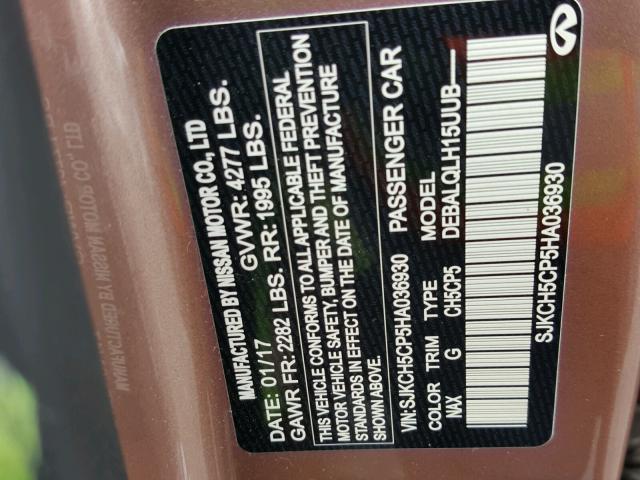 MANUFACTURED BY NISSAN MOTOR CO., LTD
DATE: 01/17 GVWR: 4277 LBS.
GAWR FR: 2282 LBS. RR: 1995 LBS.
THIS VEHICLE CONFORMS TO ALL APPLICABLE FEDERAL
MOTOR VEHICLE SAFETY, BUMPER AND THEFT PREVENTION
STANDARDS IN EFFECT ON THE DATE OF MANUFACTURE
SHOWN ABOVE.
VIN: SJKCH5CP5HA036930 PASSENGER CAR
COLOR TRIM TYPE MODEL
NAX G CH5CP5 DEBALQLH15UUB
SJKCH5CP5HA036930